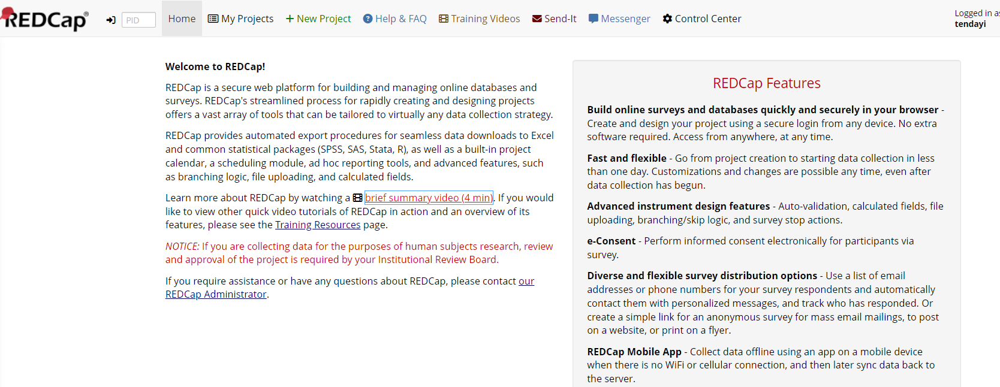 REDCap®
PID
Home
My Projects
+ New Project
Help & FAQ
Training Videos
Send-It
Messenger
Control Center
Logged in as
tendayi
Welcome to REDCap!
REDCap is a secure web platform for building and managing online databases and
surveys. REDCap's streamlined process for rapidly creating and designing projects
offers a vast array of tools that can be tailored to virtually any data collection strategy.
REDCap provides automated export procedures for seamless data downloads to Excel
and common statistical packages (SPSS, SAS, Stata, R), as well as a built-in project
calendar, a scheduling module, ad hoc reporting tools, and advanced features, such
as branching logic, file uploading, and calculated fields.
Learn more about REDCap by watching a brief summary video (4 min). If you would
like to view other quick video tutorials of REDCap in action and an overview of its
features, please see the Training Resources page.
NOTICE: If you are collecting data for the purposes of human subjects research, review
and approval of the project is required by your Institutional Review Board.
If you require assistance or have any questions about REDCap, please contact our
REDCap Administrator.
REDCap Features
Build online surveys and databases quickly and securely in your browser -
Create and design your project using a secure login from any device. No extra
software required. Access from anywhere, at any time.
Fast and flexible - Go from project creation to starting data collection in less
than one day. Customizations and changes are possible any time, even after
data collection has begun.
Advanced instrument design features - Auto-validation, calculated fields, file
uploading, branching/skip logic, and survey stop actions.
e-Consent - Perform informed consent electronically for participants via
survey.
Diverse and flexible survey distribution options - Use a list of email
addresses or phone numbers for your survey respondents and automatically
contact them with personalized messages, and track who has responded. Or
create a simple link for an anonymous survey for mass email mailings, to post
on a website, or print on a flyer.
REDCap Mobile App - Collect data offline using an app on a mobile device
when there is no WiFi or cellular connection, and then later sync data back to
the server.